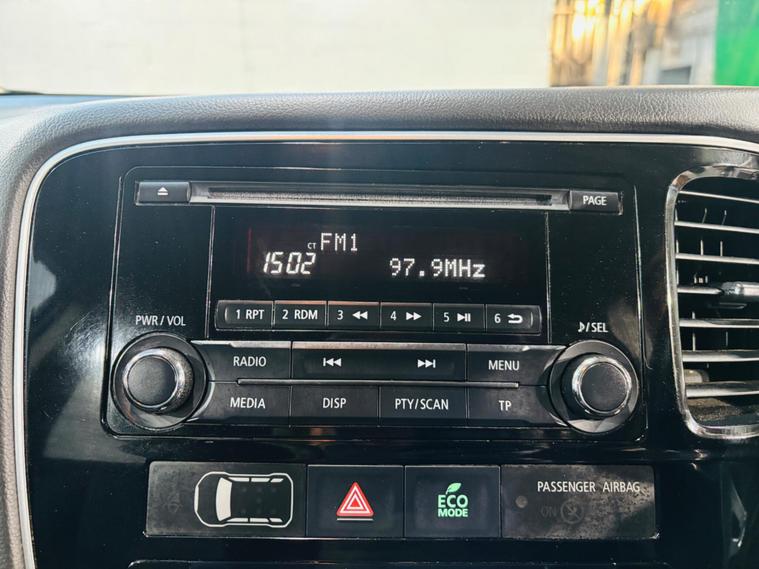 PAGE
CT FM1
1502 97.9MHz
1 RPT 2 RDM 3 4 5 6
PWR / VOL
/SEL
RADIO MENU
MEDIA DISP PTY/SCAN TP
ECO
MODE
PASSENGER AIRBAG
ON